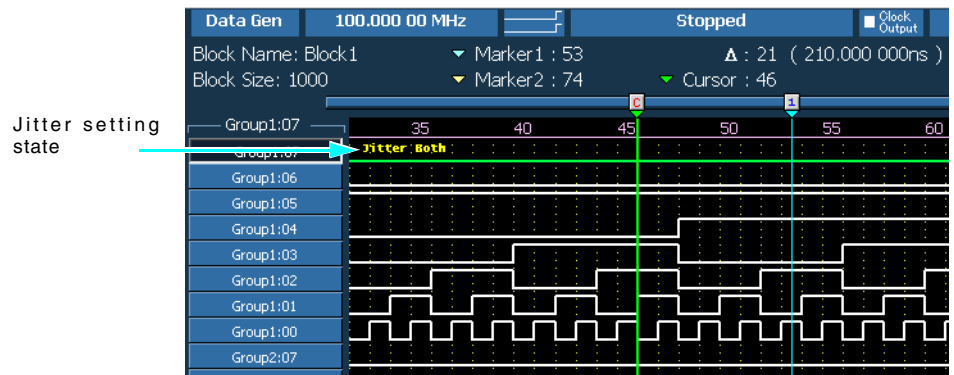 Data Gen 100.000 00 MHz Stopped Clock Output
Block Name: Block1 Marker1 : 53 Δ : 21 ( 210.000 000ns )
Block Size: 1000 Marker2 : 74 Cursor : 46
C 1
Jitter setting state
Group1:07 35 40 45 50 55 60
Group1:07 Jitter:Both
Group1:06
Group1:05
Group1:04
Group1:03
Group1:02
Group1:01
Group1:00
Group2:07